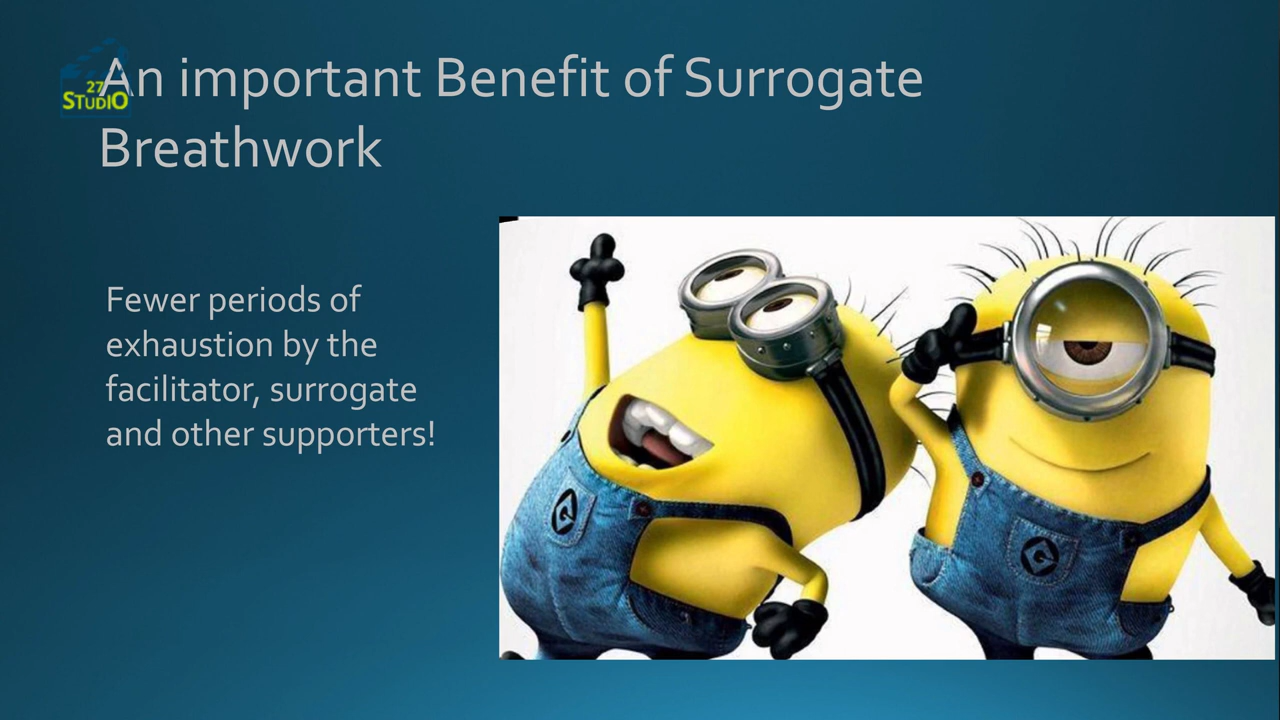 An important Benefit of Surrogate
Breathwork
27
STUDIO
Fewer periods of
exhaustion by the
facilitator, surrogate
and other supporters!